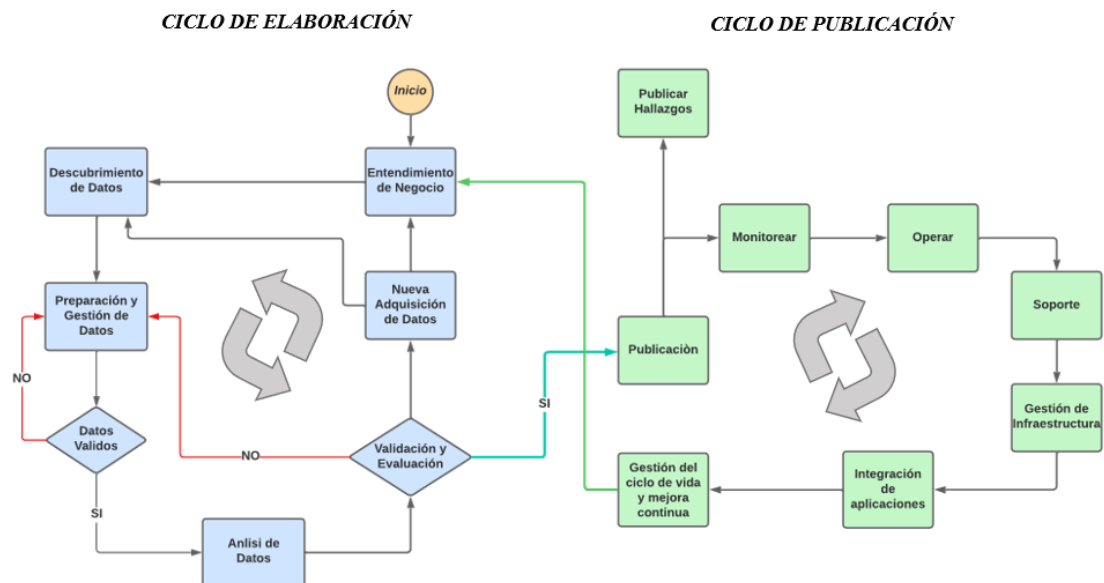 CICLO DE ELABORACIÓN
CICLO DE PUBLICACIÓN
Inicio
Descubrimiento
de Datos
Entendimiento
de Negocio
Preparación y
Gestión de
Datos
Nueva
Adquisición
de Datos
NO
Datos
Validos
NO
Validación y
Evaluación
SI
SI
Anlisi de
Datos
Publicar
Hallazgos
Monitorear
Operar
Soporte
Publicaciòn
Gestión de
Infraestructura
Gestión del
ciclo de vida
y mejora
continua
Integración
de
aplicaciones